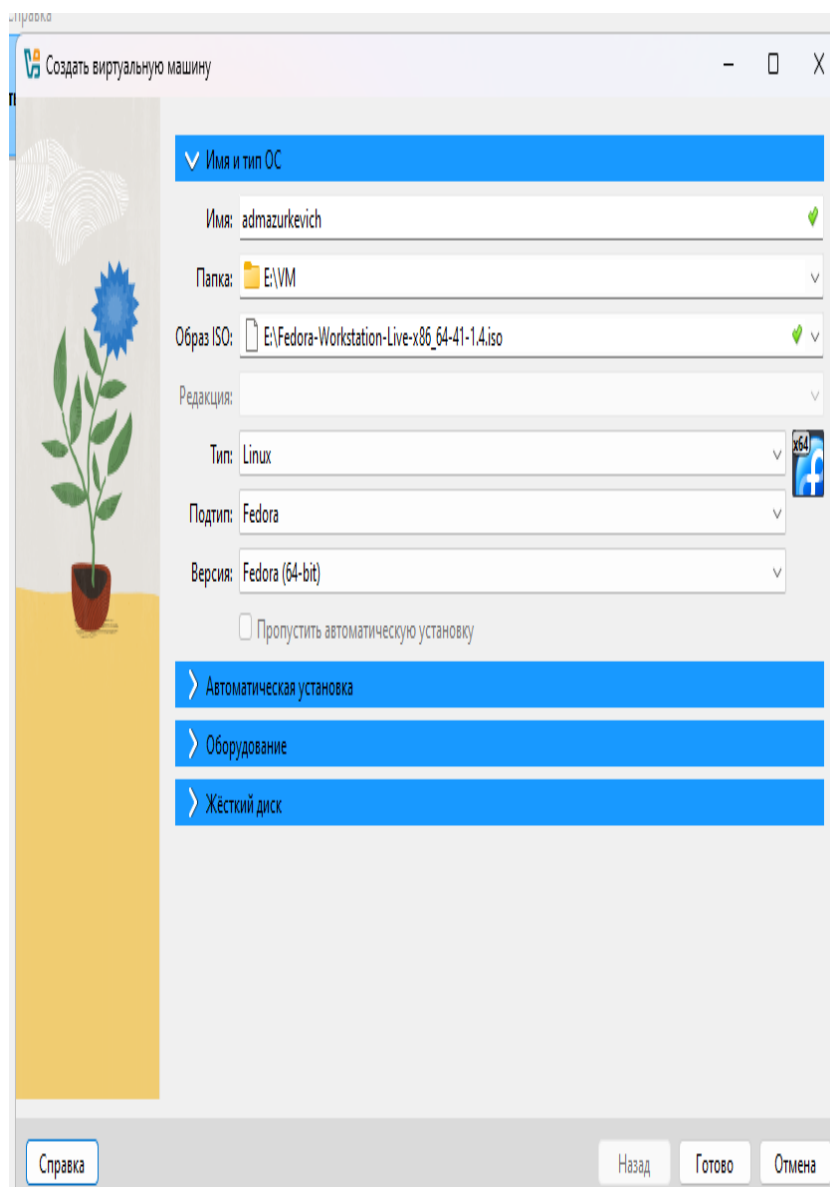 Справка
Создать виртуальную машину
Имя и тип ОС
Имя: admazurkevich
Папка: E:\VM
Образ ISO: E:\Fedora-Workstation-Live-x86_64-41-1.4.iso
Редакция:
Тип: Linux
x64
Подтип: Fedora
Версия: Fedora (64-bit)
Пропустить автоматическую установку
Автоматическая установка
Оборудование
Жёсткий диск
Справка Назад Готово Отмена